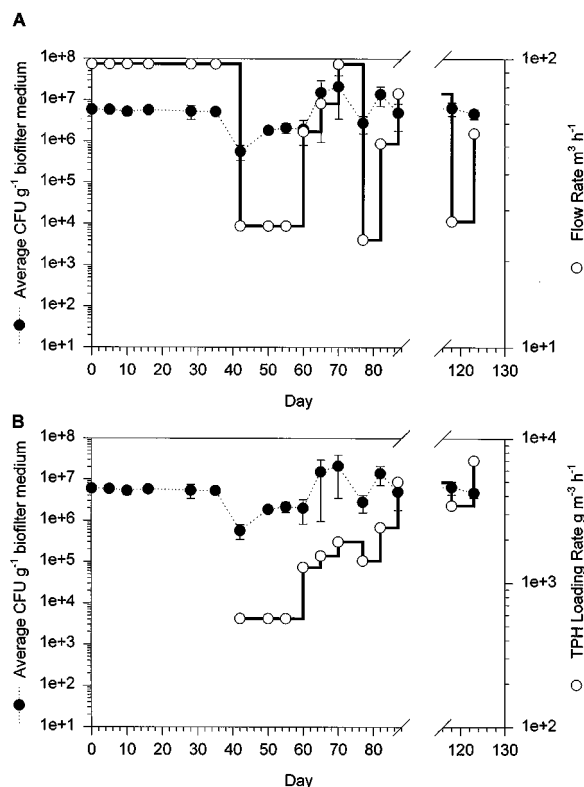 A
1e+8
1e+7
1e+6
1e+5
1e+4
1e+3
1e+2
1e+1
Average CFU g⁻¹ biofilter medium
1e+2
1e+1
Flow Rate m³ h⁻¹
0 10 20 30 40 50 60 70 80 120 130
Day
B
1e+8
1e+7
1e+6
1e+5
1e+4
1e+3
1e+2
1e+1
Average CFU g⁻¹ biofilter medium
1e+4
1e+3
1e+2
TPH Loading Rate g m⁻³ h⁻¹
0 10 20 30 40 50 60 70 80 120 130
Day